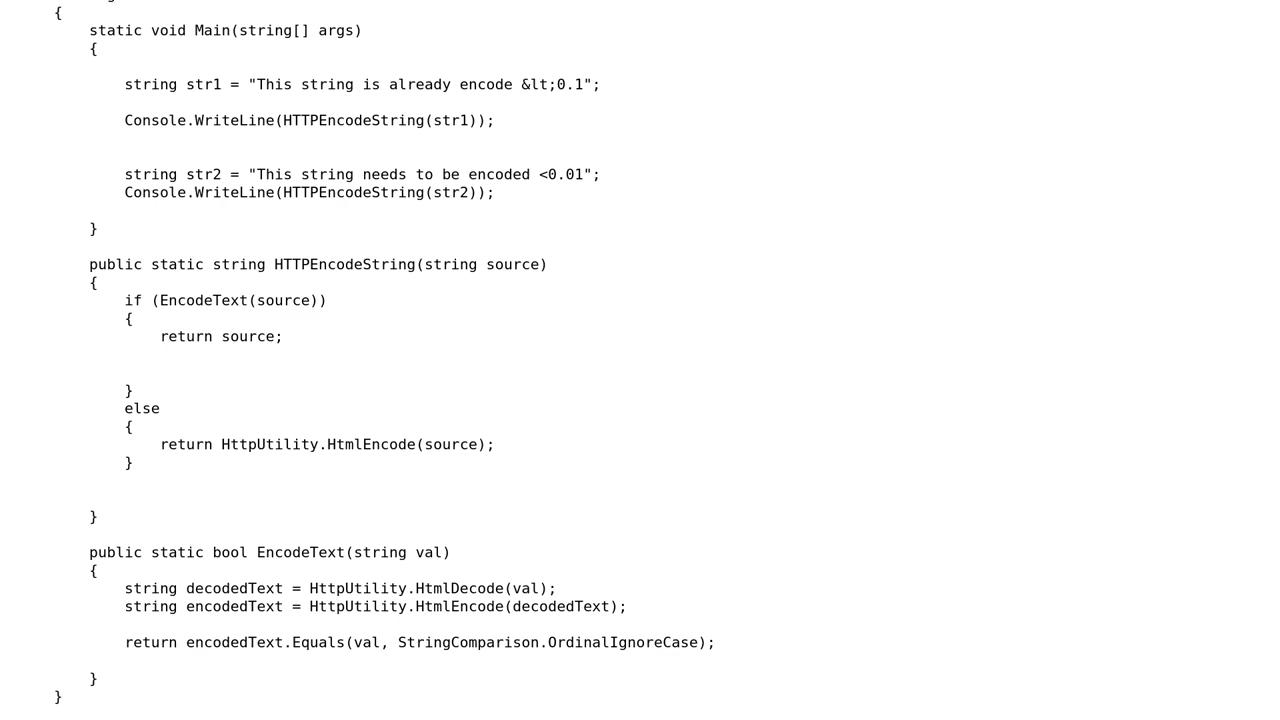 {
static void Main(string[] args)
{
string str1 = "This string is already encode &lt;0.1";
Console.WriteLine(HTTPEncodeString(str1));
string str2 = "This string needs to be encoded <0.01";
Console.WriteLine(HTTPEncodeString(str2));
}
public static string HTTPEncodeString(string source)
{
if (EncodeText(source))
{
return source;
}
else
{
return HttpUtility.HtmlEncode(source);
}
}
public static bool EncodeText(string val)
{
string decodedText = HttpUtility.HtmlDecode(val);
string encodedText = HttpUtility.HtmlEncode(decodedText);
return encodedText.Equals(val, StringComparison.OrdinalIgnoreCase);
}
}